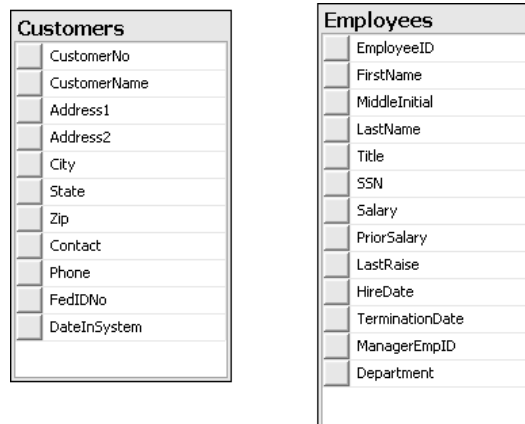 Customers
CustomerNo
CustomerName
Address1
Address2
City
State
Zip
Contact
Phone
FedIDNo
DateInSystem
Employees
EmployeeID
FirstName
MiddleInitial
LastName
Title
SSN
Salary
PriorSalary
LastRaise
HireDate
TerminationDate
ManagerEmpID
Department